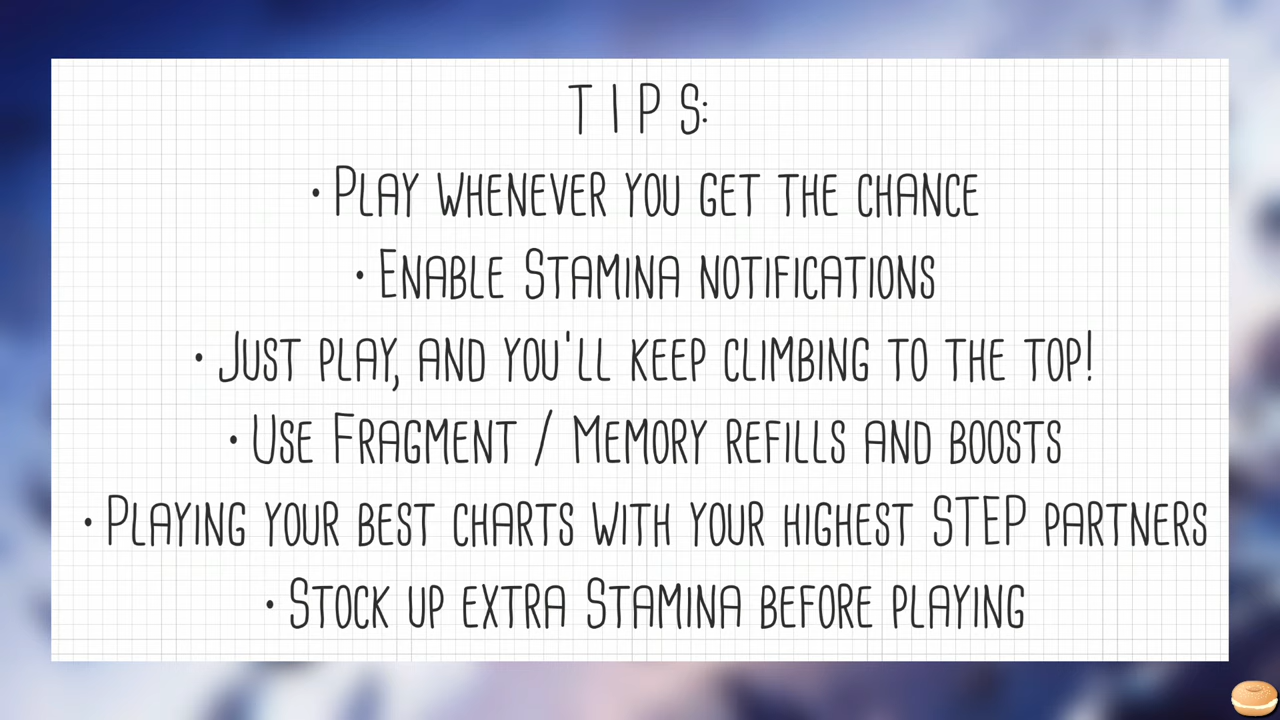 TIPS:
• Play whenever you get the chance
• Enable Stamina notifications
• Just play, and you'll keep climbing to the top!
• Use Fragment / Memory refills and boosts
• Playing your best charts with your highest STEP partners
• Stock up extra Stamina before playing